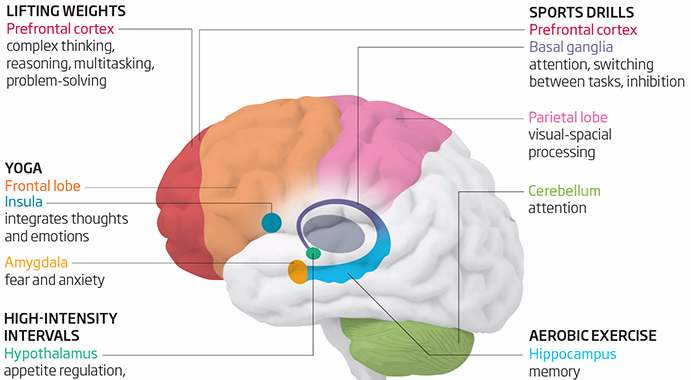 LIFTING WEIGHTS
Prefrontal cortex
complex thinking,
reasoning, multitasking,
problem-solving
YOGA
Frontal lobe
Insula
integrates thoughts
and emotions
Amygdala
fear and anxiety
HIGH-INTENSITY
INTERVALS
Hypothalamus
appetite regulation,
SPORTS DRILLS
Prefrontal cortex
Basal ganglia
attention, switching
between tasks, inhibition
Parietal lobe
visual-spacial
processing
Cerebellum
attention
AEROBIC EXERCISE
Hippocampus
memory